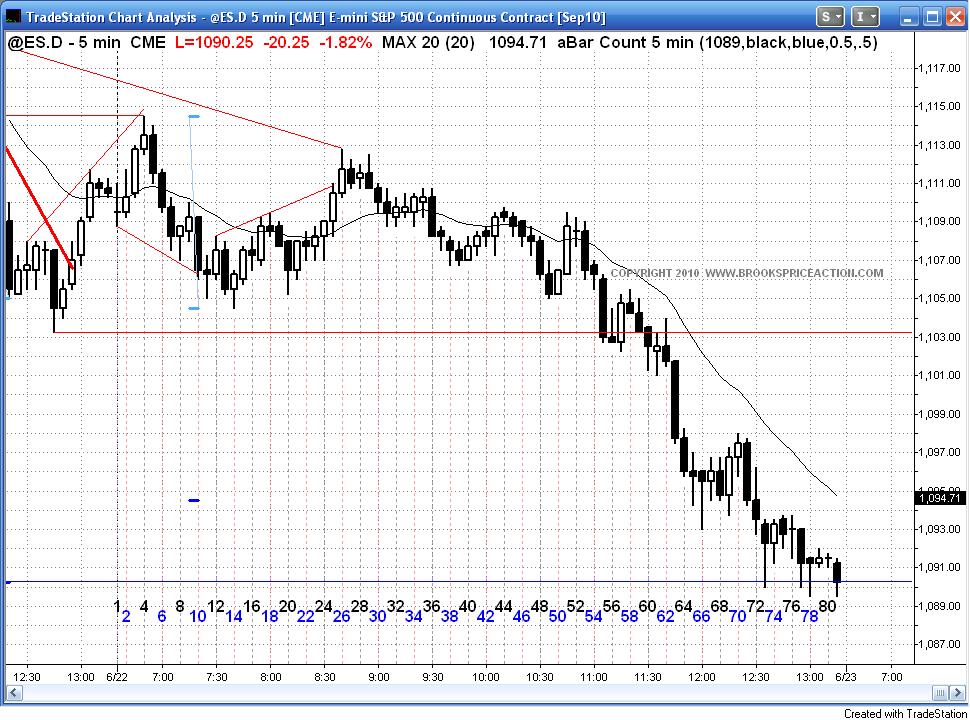 TradeStation Chart Analysis - @ES.D 5 min [CME] E-mini S&P 500 Continuous Contract [Sep10]
S I
@ES.D - 5 min CME L=1090.25 -20.25 -1.82% MAX 20 (20) 1094.71 aBar Count 5 min (1089,black,blue,0.5,.5)
1,117.00
1,115.00
1,113.00
1,111.00
1,109.00
1,107.00
COPYRIGHT 2010 WWW.BROOKSPRICEACTION.COM
1,105.00
1,103.00
1,101.00
1,099.00
1,097.00
1,095.00
1,094.71
1,093.00
1,091.00
1,089.00
1 4 8 12 16 20 24 28 32 36 40 44 48 52 56 60 64 68 72 76 80
2 6 10 14 18 22 26 30 34 38 42 46 50 54 58 62 66 70 74 78
1,087.00
12:30 13:00 6/22 7:00 7:30 8:00 8:30 9:00 9:30 10:00 10:30 11:00 11:30 12:00 12:30 13:00 6/23 7:00
Created with TradeStation